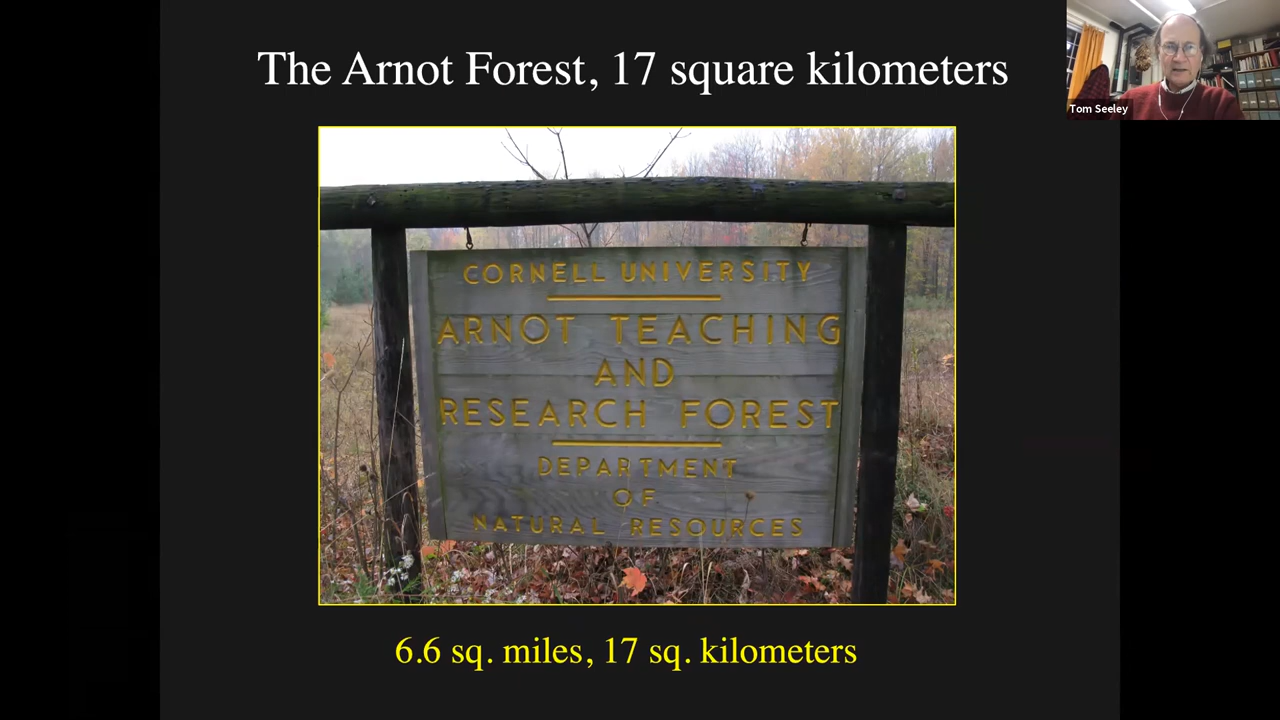 The Arnot Forest, 17 square kilometers
Tom Seeley
CORNELL UNIVERSITY
ARNOT TEACHING
AND
RESEARCH FOREST
DEPARTMENT
OF
NATURAL RESOURCES
6.6 sq. miles, 17 sq. kilometers